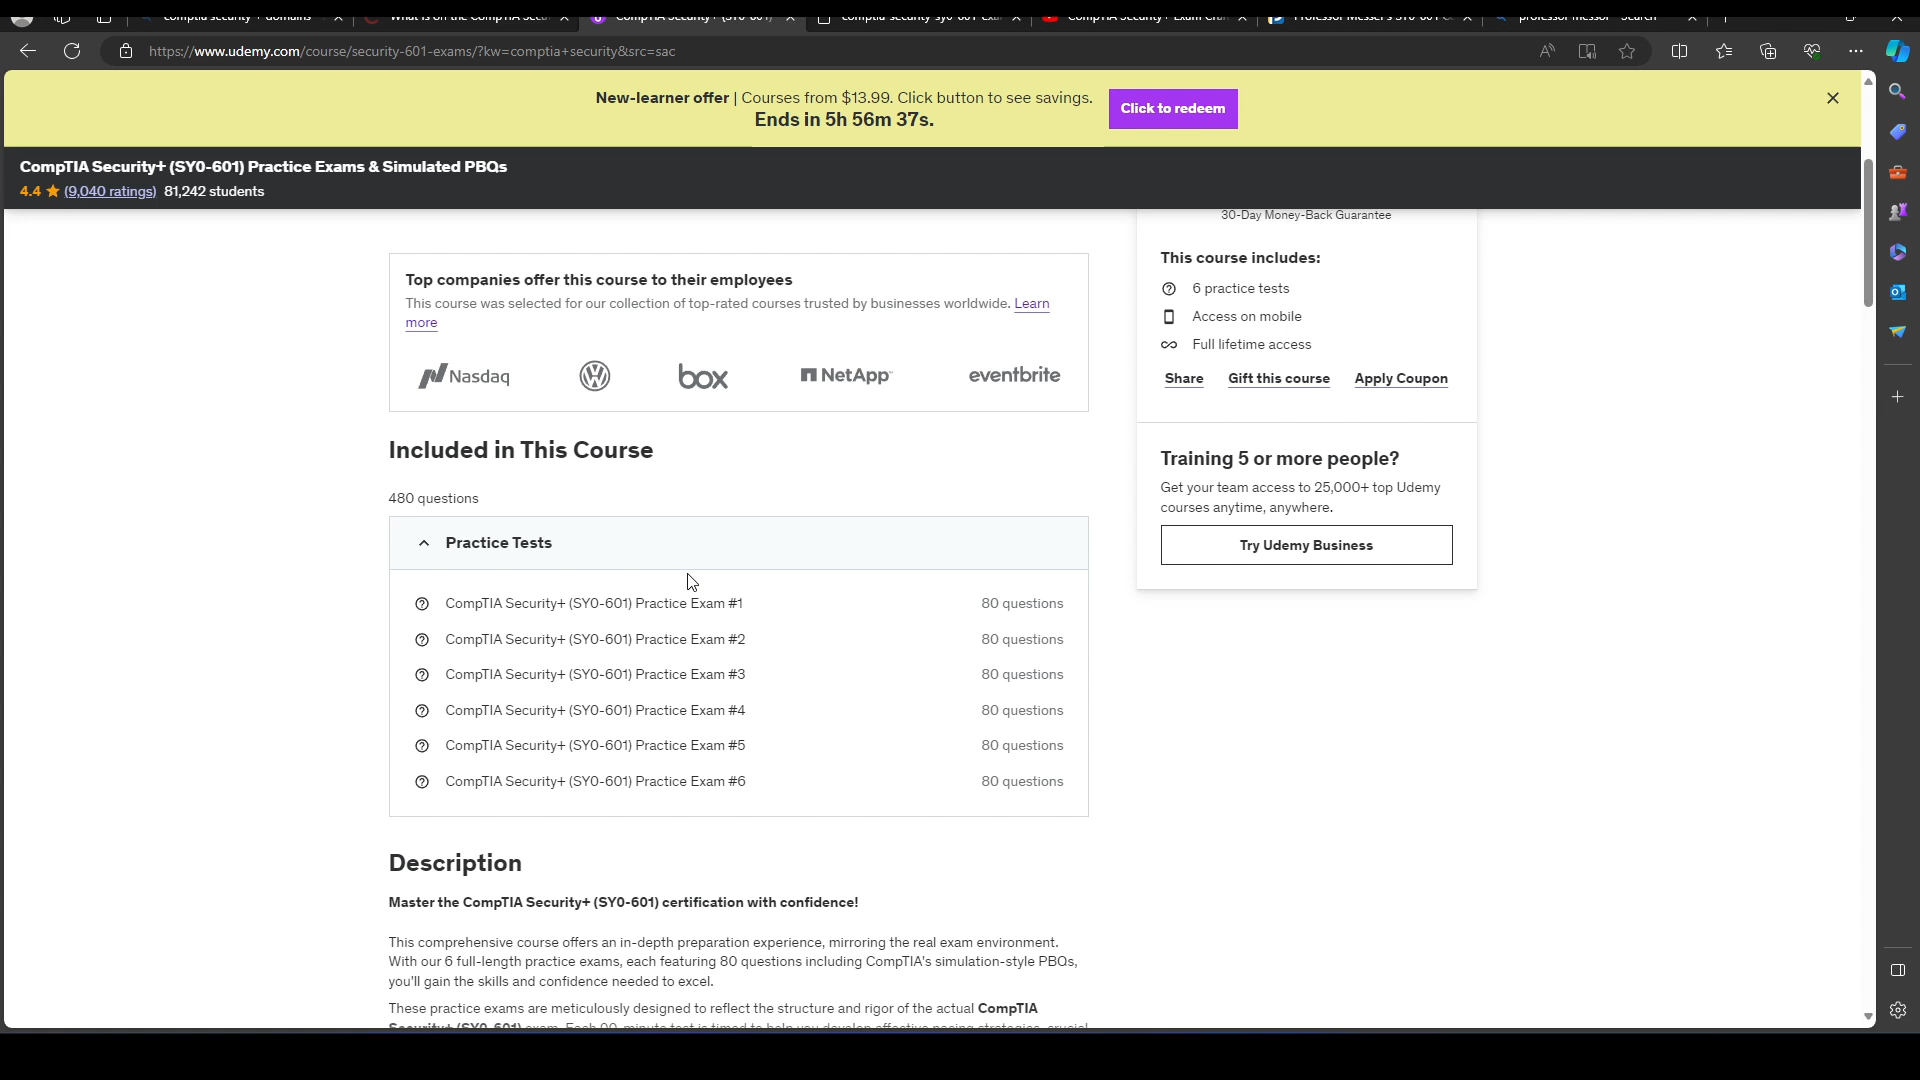 https://www.udemy.com/course/security-601-exams/?kw=comptia+security&src=sac
New-learner offer | Courses from $13.99. Click button to see savings.
Ends in 5h 56m 37s.
Click to redeem
CompTIA Security+ (SY0-601) Practice Exams & Simulated PBQs
4.4 (9,040 ratings) 81,242 students
30-Day Money-Back Guarantee
Top companies offer this course to their employees
This course was selected for our collection of top-rated courses trusted by businesses worldwide. Learn
more
Nasdaq box NetApp eventbrite
This course includes:
6 practice tests
Access on mobile
Full lifetime access
Share Gift this course Apply Coupon
Training 5 or more people?
Get your team access to 25,000+ top Udemy
courses anytime, anywhere.
Try Udemy Business
Included in This Course
480 questions
Practice Tests
CompTIA Security+ (SY0-601) Practice Exam #1 80 questions
CompTIA Security+ (SY0-601) Practice Exam #2 80 questions
CompTIA Security+ (SY0-601) Practice Exam #3 80 questions
CompTIA Security+ (SY0-601) Practice Exam #4 80 questions
CompTIA Security+ (SY0-601) Practice Exam #5 80 questions
CompTIA Security+ (SY0-601) Practice Exam #6 80 questions
Description
Master the CompTIA Security+ (SY0-601) certification with confidence!
This comprehensive course offers an in-depth preparation experience, mirroring the real exam environment.
With our 6 full-length practice exams, each featuring 80 questions including CompTIA's simulation-style PBQs,
you'll gain the skills and confidence needed to excel.
These practice exams are meticulously designed to reflect the structure and rigor of the actual CompTIA